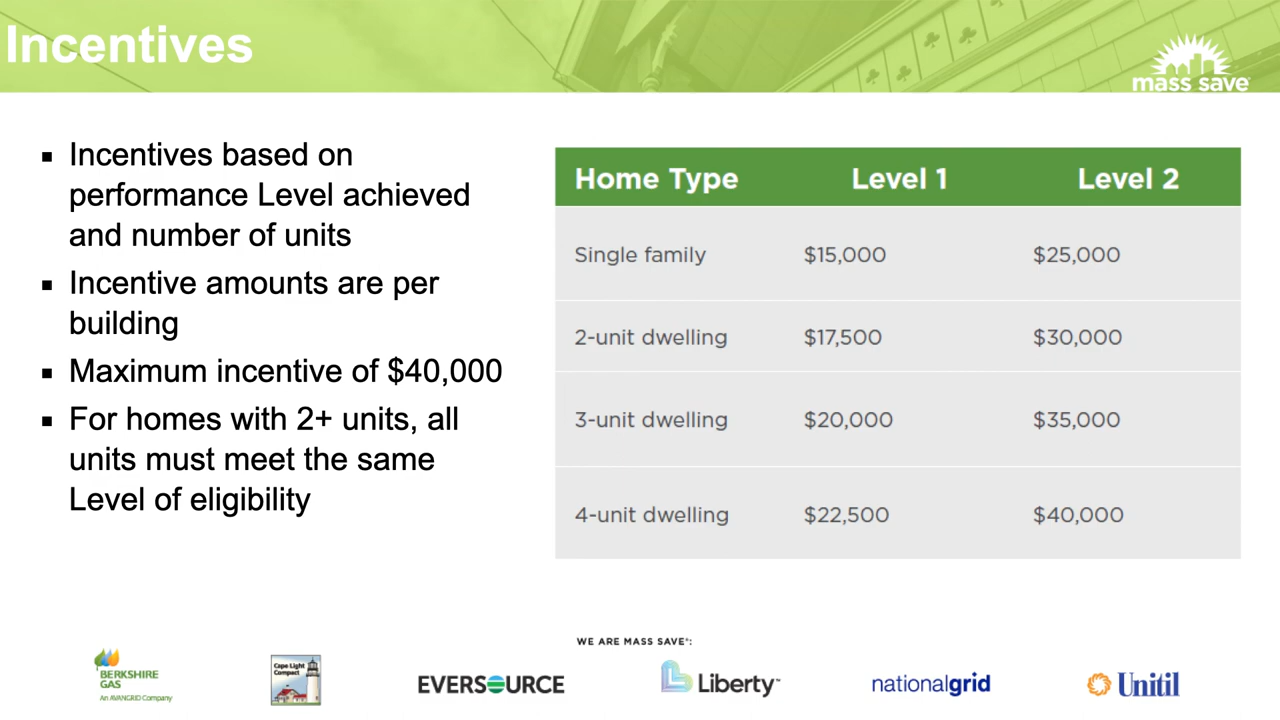 Incentives
mass save
▪ Incentives based on
performance Level achieved
and number of units
▪ Incentive amounts are per
building
▪ Maximum incentive of $40,000
▪ For homes with 2+ units, all
units must meet the same
Level of eligibility
Home Type Level 1 Level 2
Single family $15,000 $25,000
2-unit dwelling $17,500 $30,000
3-unit dwelling $20,000 $35,000
4-unit dwelling $22,500 $40,000
WE ARE MASS SAVE®:
BERKSHIRE
GAS
An AVANGRID Company
Cape Light
Compact
EVERSOURCE
Liberty™
nationalgrid
Unitil